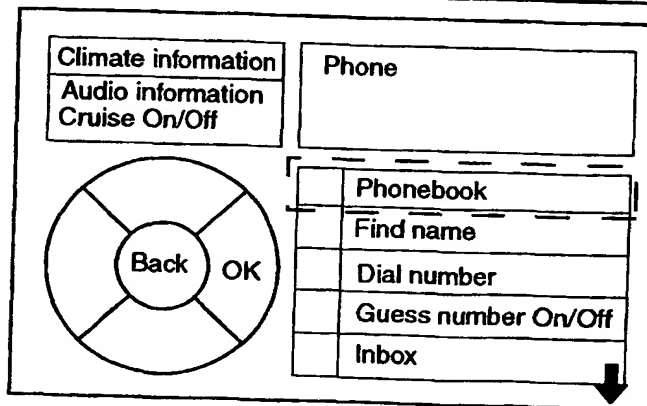 Climate information
Audio information
Cruise On/Off
Phone
Back
OK
Phonebook
Find name
Dial number
Guess number On/Off
Inbox